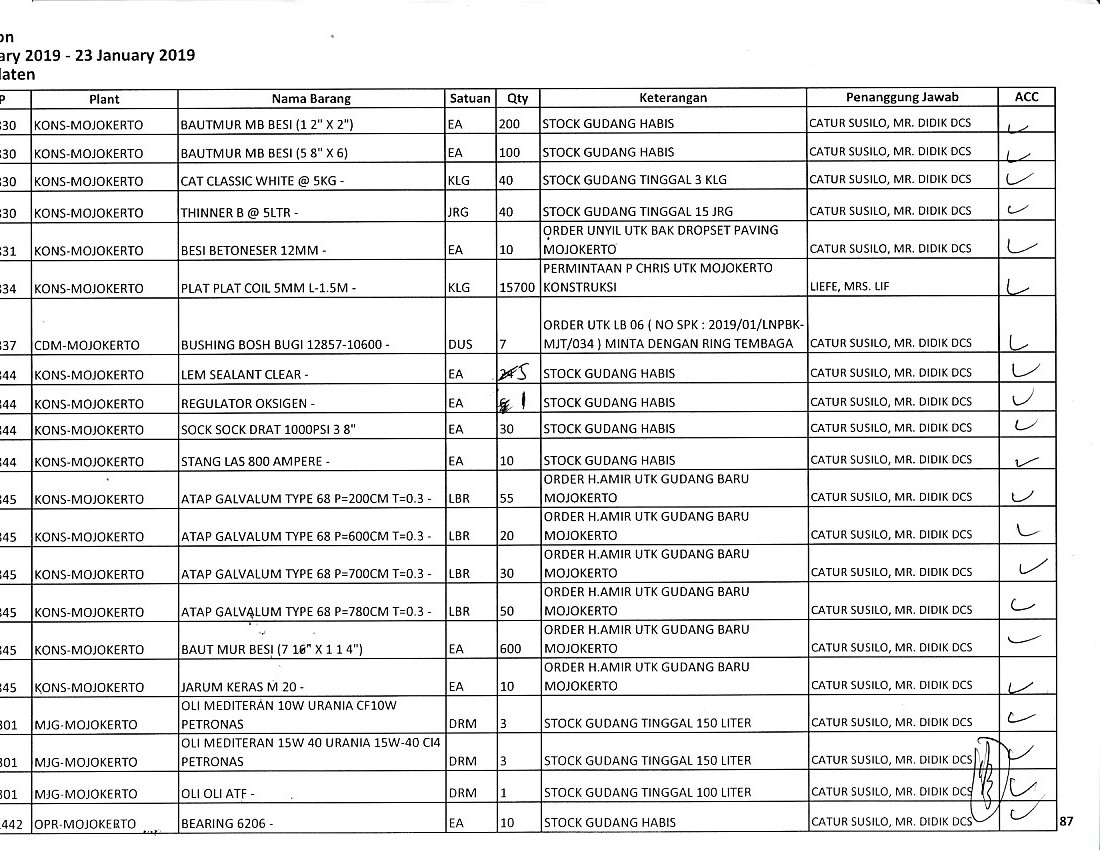 on
ary 2019 - 23 January 2019
laten
P Plant Nama Barang Satuan Qty Keterangan Penanggung Jawab ACC
830 KONS-MOJOKERTO BAUTMUR MB BESI (1 2" X 2") EA 200 STOCK GUDANG HABIS CATUR SUSILO, MR. DIDIK DCS
830 KONS-MOJOKERTO BAUTMUR MB BESI (5 8" X 6) EA 100 STOCK GUDANG HABIS CATUR SUSILO, MR. DIDIK DCS
830 KONS-MOJOKERTO CAT CLASSIC WHITE @ 5KG - KLG 40 STOCK GUDANG TINGGAL 3 KLG CATUR SUSILO, MR. DIDIK DCS
830 KONS-MOJOKERTO THINNER B @ 5LTR - JRG 40 STOCK GUDANG TINGGAL 15 JRG CATUR SUSILO, MR. DIDIK DCS
ORDER UNYIL UTK BAK DROPSET PAVING
831 KONS-MOJOKERTO BESI BETONESER 12MM - EA 10 MOJOKERTO CATUR SUSILO, MR. DIDIK DCS
PERMINTAAN P CHRIS UTK MOJOKERTO
834 KONS-MOJOKERTO PLAT PLAT COIL 5MM L-1.5M - KLG 15700 KONSTRUKSI LIEFE, MRS. LIF
ORDER UTK LB 06 ( NO SPK : 2019/01/LNPBK-
837 CDM-MOJOKERTO BUSHING BOSH BUGI 12857-10600 - DUS 7 MJT/034 ) MINTA DENGAN RING TEMBAGA CATUR SUSILO, MR. DIDIK DCS
844 KONS-MOJOKERTO LEM SEALANT CLEAR - EA 5 STOCK GUDANG HABIS CATUR SUSILO, MR. DIDIK DCS
844 KONS-MOJOKERTO REGULATOR OKSIGEN - EA 1 STOCK GUDANG HABIS CATUR SUSILO, MR. DIDIK DCS
844 KONS-MOJOKERTO SOCK SOCK DRAT 1000PSI 3 8" EA 30 STOCK GUDANG HABIS CATUR SUSILO, MR. DIDIK DCS
844 KONS-MOJOKERTO STANG LAS 800 AMPERE - EA 10 STOCK GUDANG HABIS CATUR SUSILO, MR. DIDIK DCS
ORDER H.AMIR UTK GUDANG BARU
845 KONS-MOJOKERTO ATAP GALVALUM TYPE 68 P=200CM T=0.3 - LBR 55 MOJOKERTO CATUR SUSILO, MR. DIDIK DCS
ORDER H.AMIR UTK GUDANG BARU
845 KONS-MOJOKERTO ATAP GALVALUM TYPE 68 P=600CM T=0.3 - LBR 20 MOJOKERTO CATUR SUSILO, MR. DIDIK DCS
ORDER H.AMIR UTK GUDANG BARU
845 KONS-MOJOKERTO ATAP GALVALUM TYPE 68 P=700CM T=0.3 - LBR 30 MOJOKERTO CATUR SUSILO, MR. DIDIK DCS
ORDER H.AMIR UTK GUDANG BARU
845 KONS-MOJOKERTO ATAP GALVALUM TYPE 68 P=780CM T=0.3 - LBR 50 MOJOKERTO CATUR SUSILO, MR. DIDIK DCS
ORDER H.AMIR UTK GUDANG BARU
845 KONS-MOJOKERTO BAUT MUR BESI (7 16" X 1 1 4") EA 600 MOJOKERTO CATUR SUSILO, MR. DIDIK DCS
ORDER H.AMIR UTK GUDANG BARU
845 KONS-MOJOKERTO JARUM KERAS M 20 - EA 10 MOJOKERTO CATUR SUSILO, MR. DIDIK DCS
OLI MEDITERAN 10W URANIA CF10W
801 MJG-MOJOKERTO PETRONAS DRM 3 STOCK GUDANG TINGGAL 150 LITER CATUR SUSILO, MR. DIDIK DCS
OLI MEDITERAN 15W 40 URANIA 15W-40 CI4
801 MJG-MOJOKERTO PETRONAS DRM 3 STOCK GUDANG TINGGAL 150 LITER CATUR SUSILO, MR. DIDIK DCS
801 MJG-MOJOKERTO OLI OLI ATF - DRM 1 STOCK GUDANG TINGGAL 100 LITER CATUR SUSILO, MR. DIDIK DCS
442 OPR-MOJOKERTO BEARING 6206 - EA 10 STOCK GUDANG HABIS CATUR SUSILO, MR. DIDIK DCS
87